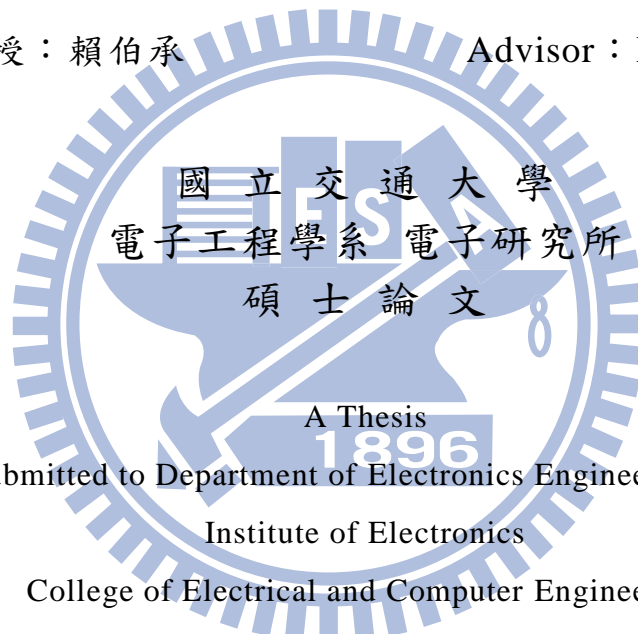 授：賴伯承 Advisor：
國 立 交 通 大 學
ES
電子工程學系 電子研究所
碩 士 論 文
A Thesis
1896
ubmitted to Department of Electronics Enginee
Institute of Electronics
College of Electrical and Computer Enginee